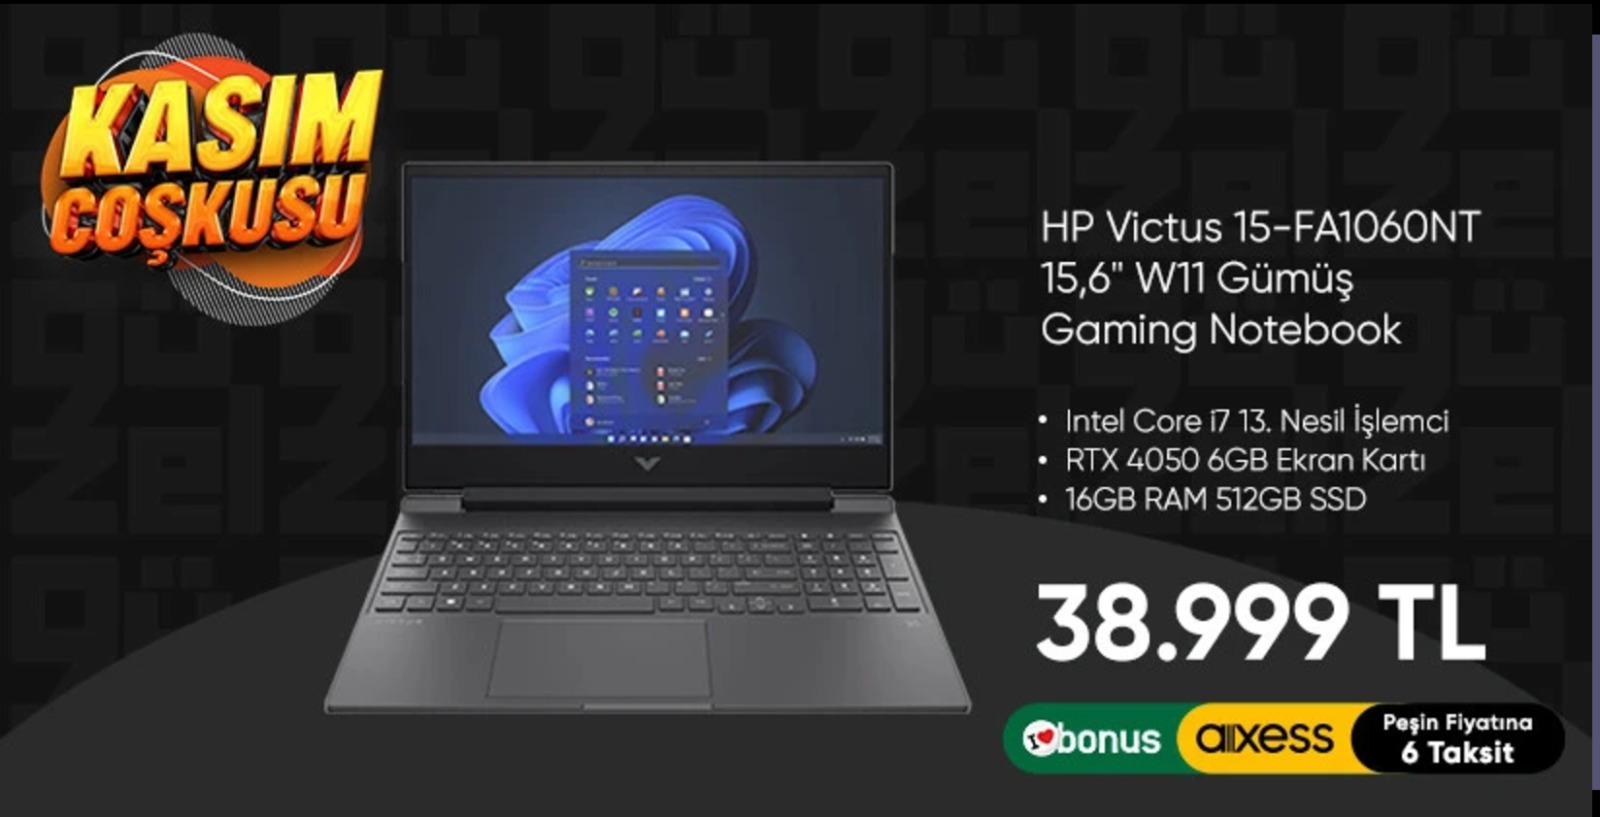 KASIM
COŞKUSU
HP Victus 15-FA1060NT
15,6" W11 Gümüş
Gaming Notebook
• Intel Core i7 13. Nesil İşlemci
• RTX 4050 6GB Ekran Kartı
• 16GB RAM 512GB SSD
38.999 TL
I bonus
axess
Peşin Fiyatına
6 Taksit